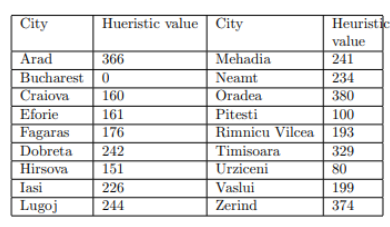 City Hueristic value City Heuristic value
Arad 366 Mehadia 241
Bucharest 0 Neamt 234
Craiova 160 Oradea 380
Eforie 161 Pitesti 100
Fagaras 176 Rimnicu Vilcea 193
Dobreta 242 Timisoara 329
Hirsova 151 Urziceni 80
Iasi 226 Vaslui 199
Lugoj 244 Zerind 374